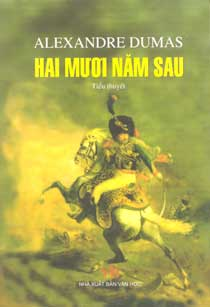 ALEXANDRE DUMAS
HAI MƯƠI NĂM SAU
Tiểu thuyết
NHÀ XUẤT BẢN VĂN HỌC